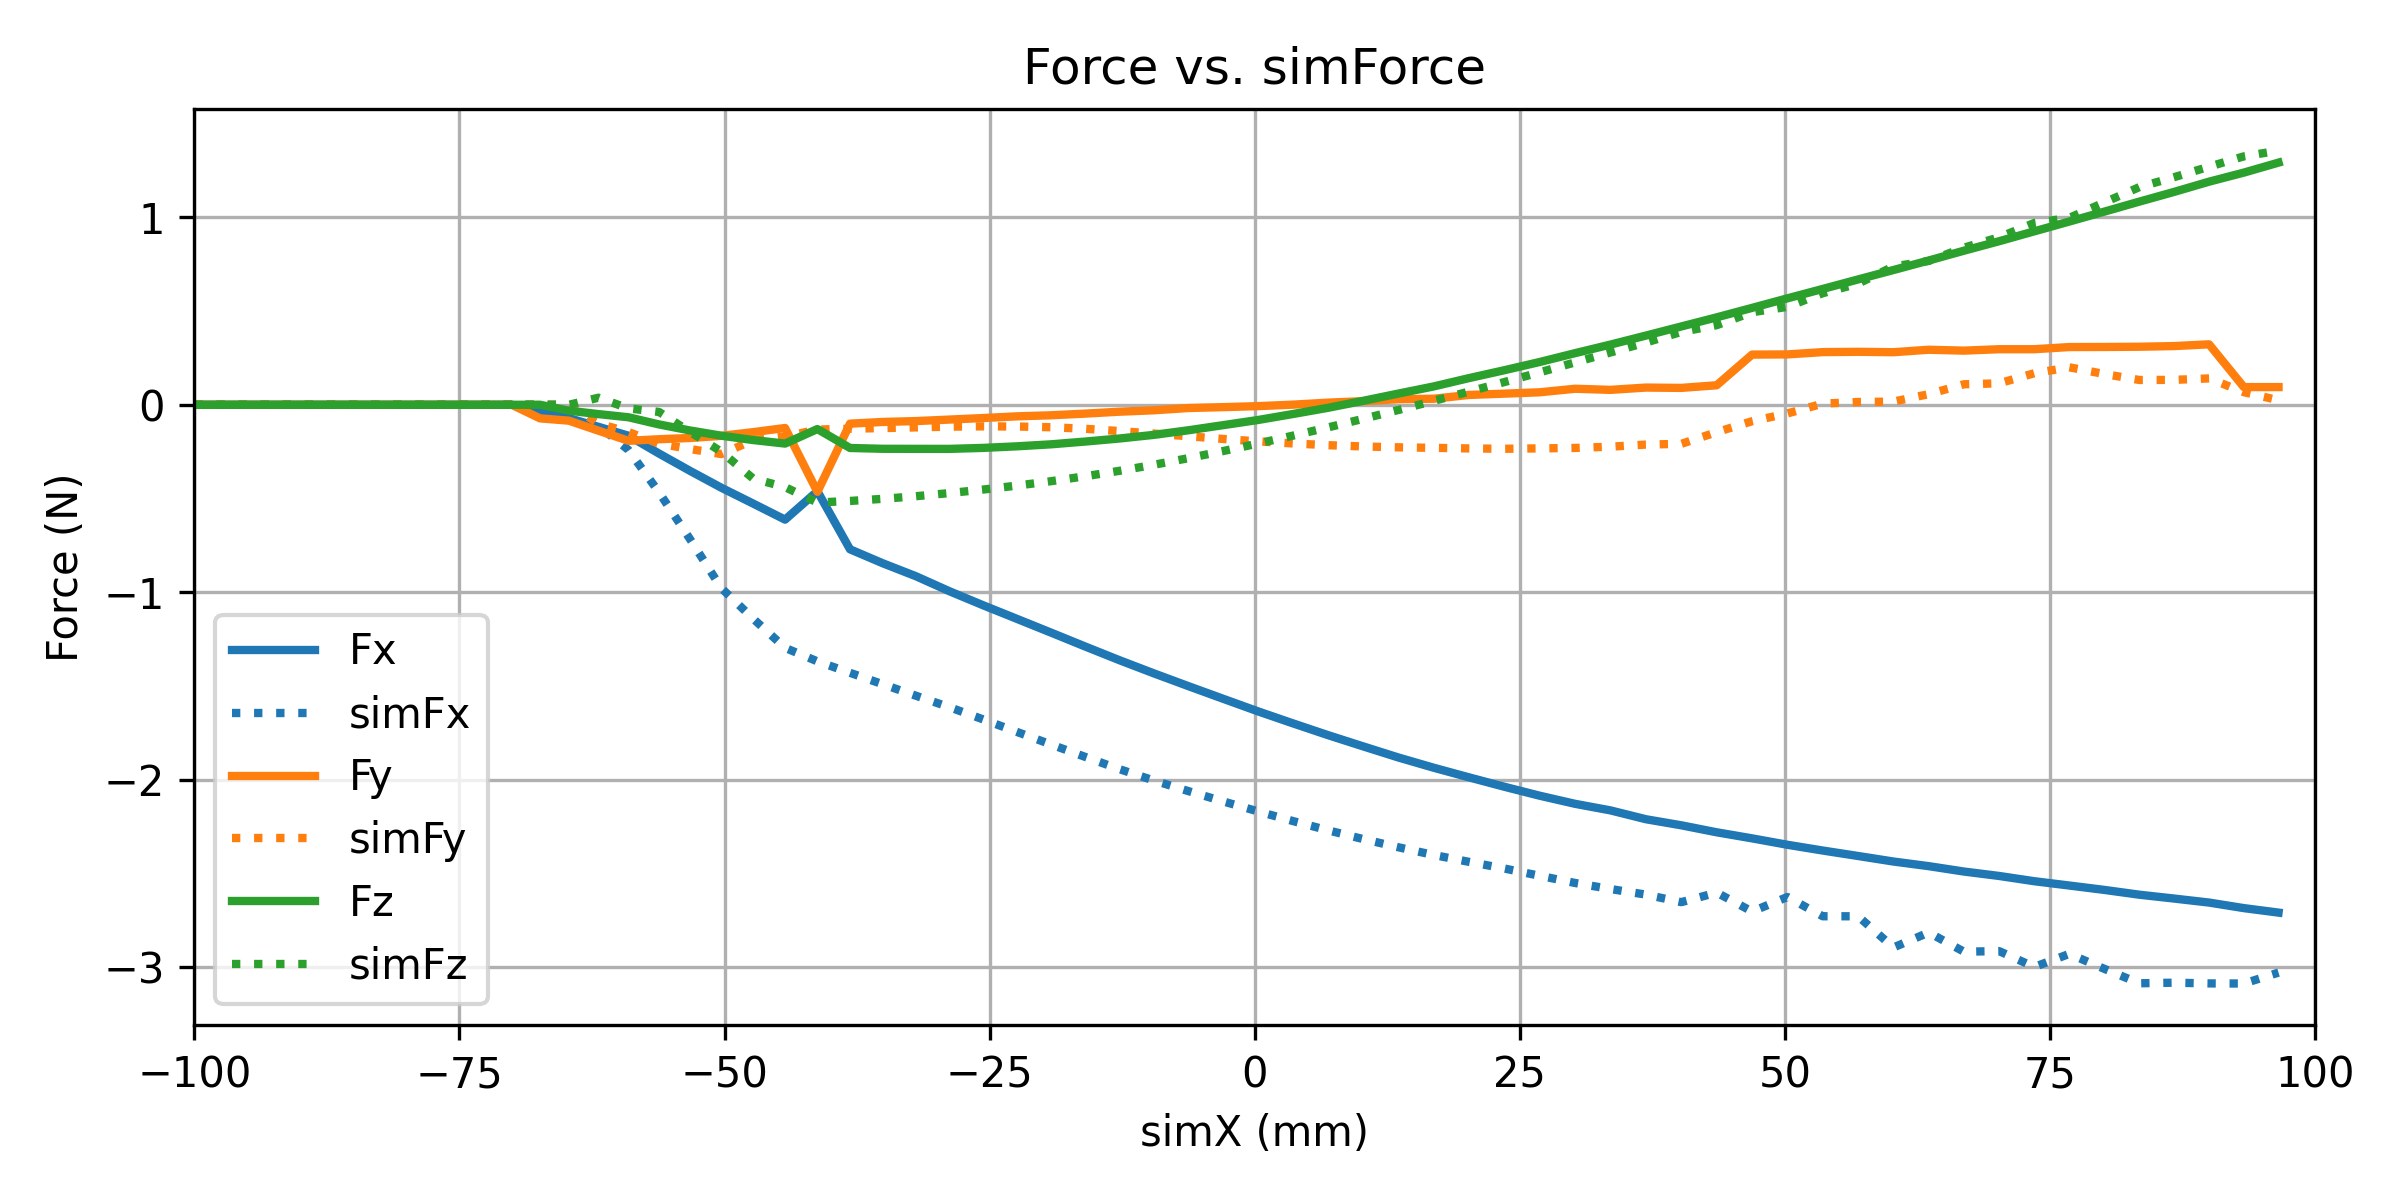 Force vs. simForce
Force (N)
1
0
−1
−2
−3
Fx
simFx
Fy
simFy
Fz
simFz
−100 −75 −50 −25 0 25 50 75 100
simX (mm)